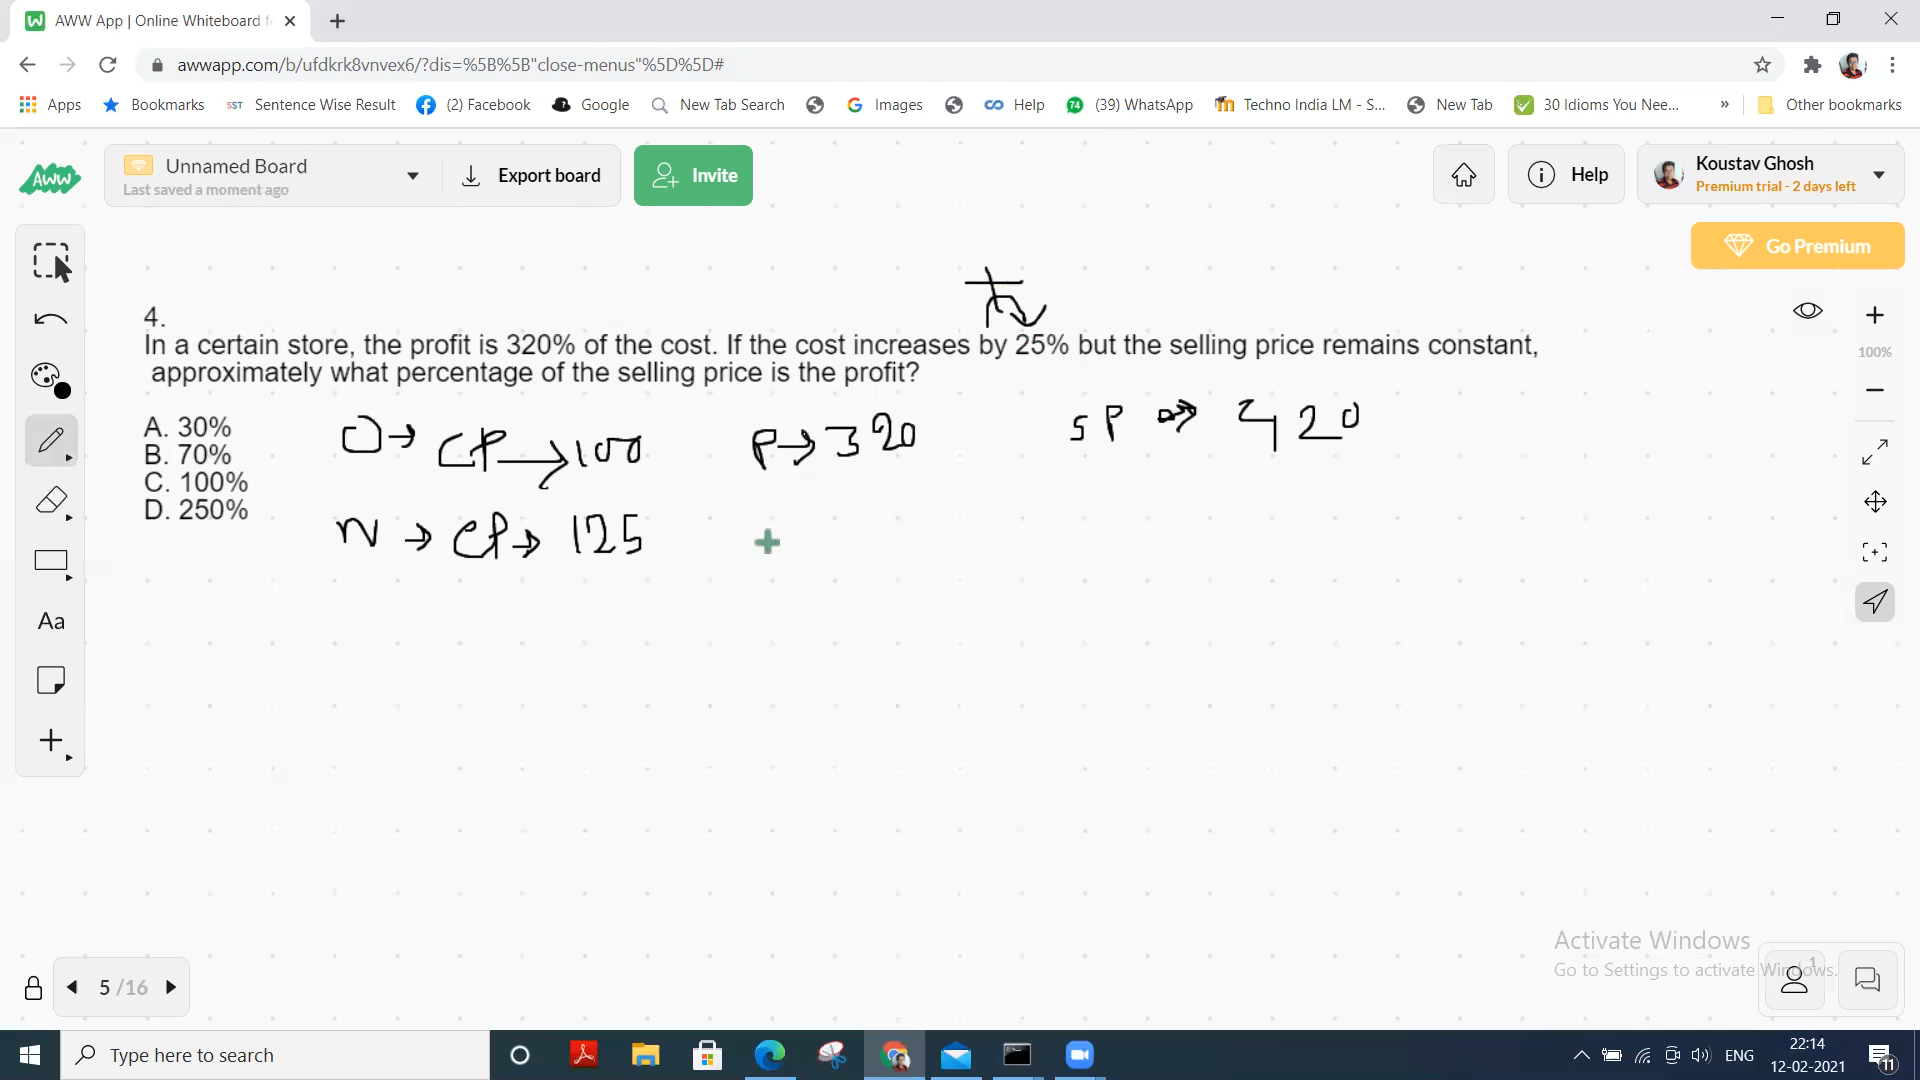 AWW App | Online Whiteboard f
awwapp.com/b/ufdkrk8vnvex6/?dis=%5B%5B"close-menus"%5D%5D#
Apps Bookmarks SST Sentence Wise Result (2) Facebook Google New Tab Search Images Help 74 (39) WhatsApp Techno India LM - S... New Tab 30 Idioms You Nee... » Other bookmarks
AWW Unnamed Board
Last saved a moment ago
Export board
Invite
Help
Koustav Ghosh
Premium trial - 2 days left
Go Premium
100%
4.
In a certain store, the profit is 320% of the cost. If the cost increases by 25% but the selling price remains constant,
approximately what percentage of the selling price is the profit?
A. 30%
B. 70%
C. 100%
D. 250%
O → CP → 100 P → 320 SP → 420
N → CP → 125
Aa
5 /16
Activate Windows
Go to Settings to activate Windows.
1
Type here to search
ENG
22:14
12-02-2021
11